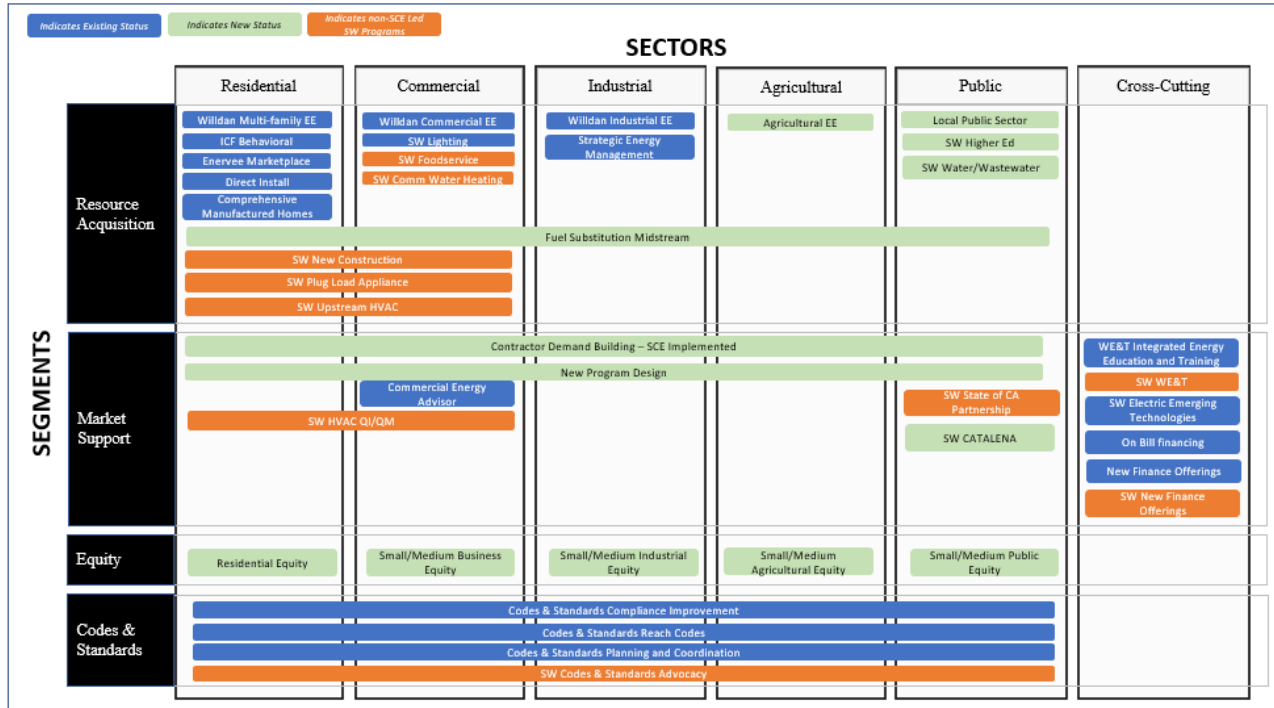 Indicates Existing Status
Indicates New Status
Indicates non-SCE Led
SW Programs
SECTORS
Residential
Commercial
Industrial
Agricultural
Public
Cross-Cutting
SEGMENTS
Resource
Acquisition
Willdan Multi-family EE
ICF Behavioral
Enervee Marketplace
Direct Install
Comprehensive
Manufactured Homes
Willdan Commercial EE
SW Lighting
SW Foodservice
SW Comm Water Heating
Willdan Industrial EE
Strategic Energy
Management
Agricultural EE
Local Public Sector
SW Higher Ed
SW Water/Wastewater
Fuel Substitution Midstream
SW New Construction
SW Plug Load Appliance
SW Upstream HVAC
Market
Support
Contractor Demand Building – SCE Implemented
New Program Design
Commercial Energy
Advisor
SW HVAC QI/QM
SW State of CA
Partnership
SW CATALENA
WE&T Integrated Energy
Education and Training
SW WE&T
SW Electric Emerging
Technologies
On Bill financing
New Finance Offerings
SW New Finance
Offerings
Equity
Residential Equity
Small/Medium Business
Equity
Small/Medium Industrial
Equity
Small/Medium
Agricultural Equity
Small/Medium Public
Equity
Codes &
Standards
Codes & Standards Compliance Improvement
Codes & Standards Reach Codes
Codes & Standards Planning and Coordination
SW Codes & Standards Advocacy